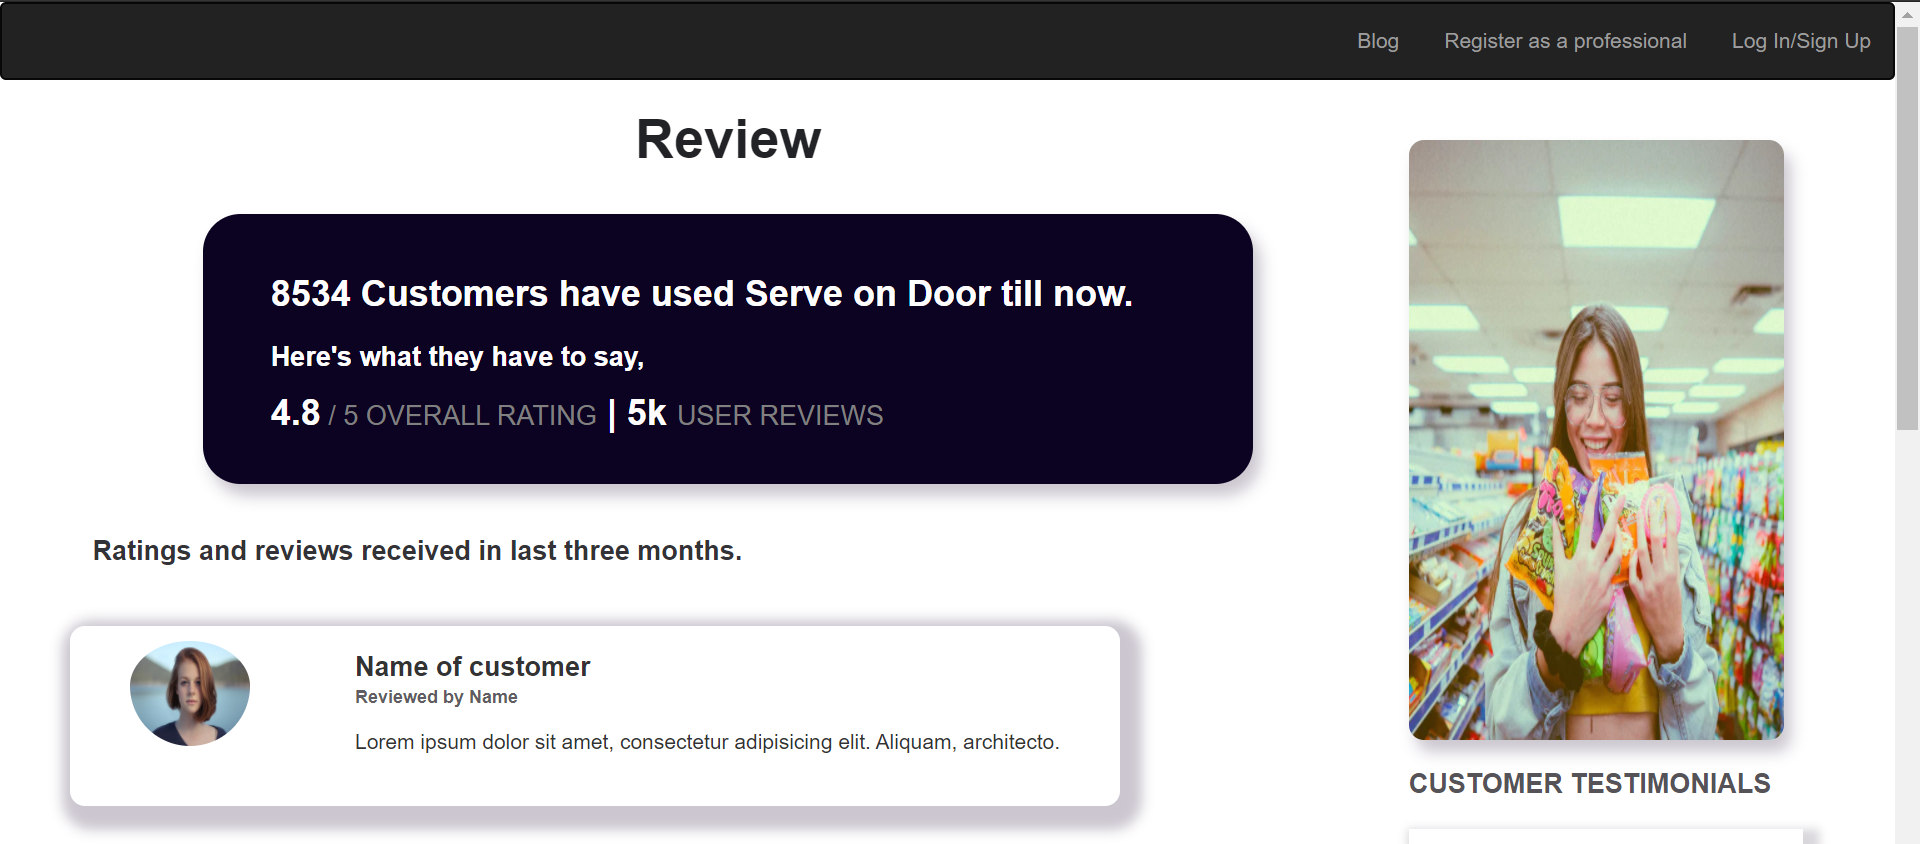 Blog Register as a professional Log In/Sign Up
Review
8534 Customers have used Serve on Door till now.
Here's what they have to say,
4.8 / 5 OVERALL RATING | 5k USER REVIEWS
Ratings and reviews received in last three months.
Name of customer
Reviewed by Name
Lorem ipsum dolor sit amet, consectetur adipisicing elit. Aliquam, architecto.
CUSTOMER TESTIMONIALS